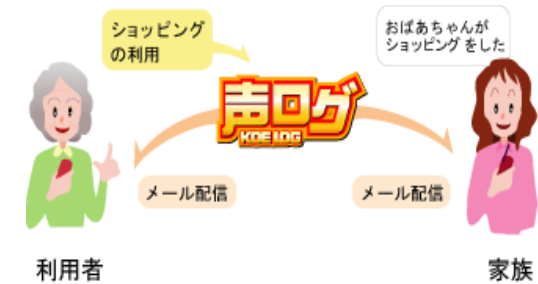 ショッピング
の利用
おばあちゃんが
ショッピングをした
声ログ
KOE LOG
メール配信
メール配信
利用者
家族